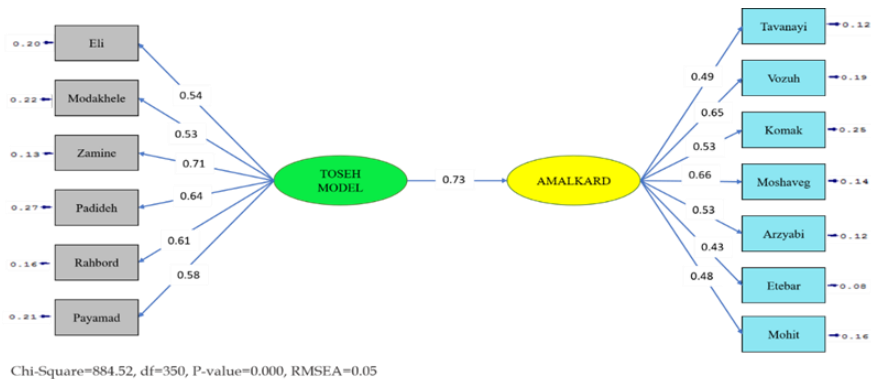 0.20
Eli
0.54
0.22
Modakhele
0.53
0.13
Zamine
0.71
0.27
Padideh
0.64
0.16
Rahbord
0.61
0.21
Payamad
0.58
TOSEH
MODEL
0.73
AMALKARD
0.49
Tavanayi
0.12
0.65
Vozuh
0.19
0.53
Komak
0.25
0.66
Moshaveg
0.14
0.53
Arzyabi
0.12
0.43
Etebar
0.08
0.48
Mohit
0.16
Chi-Square=884.52, df=350, P-value=0.000, RMSEA=0.05